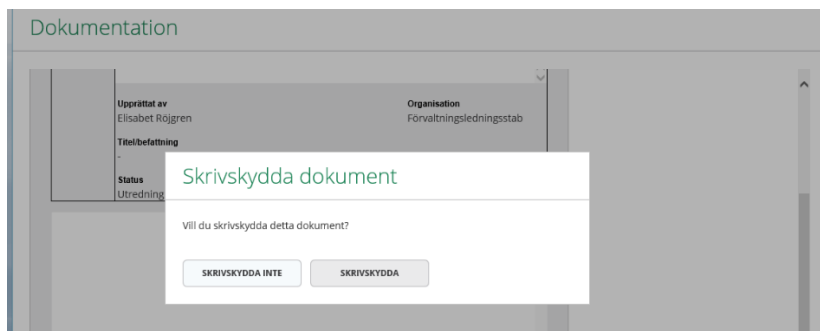 Dokumentation
Upprättat av
Elisabet Röjgren
Organisation
Förvaltningsledningsstab
Titel/befattning
-
Status
Utredning
Skrivskydda dokument
Vill du skrivskydda detta dokument?
SKRIVSKYDDA INTE
SKRIVSKYDDA